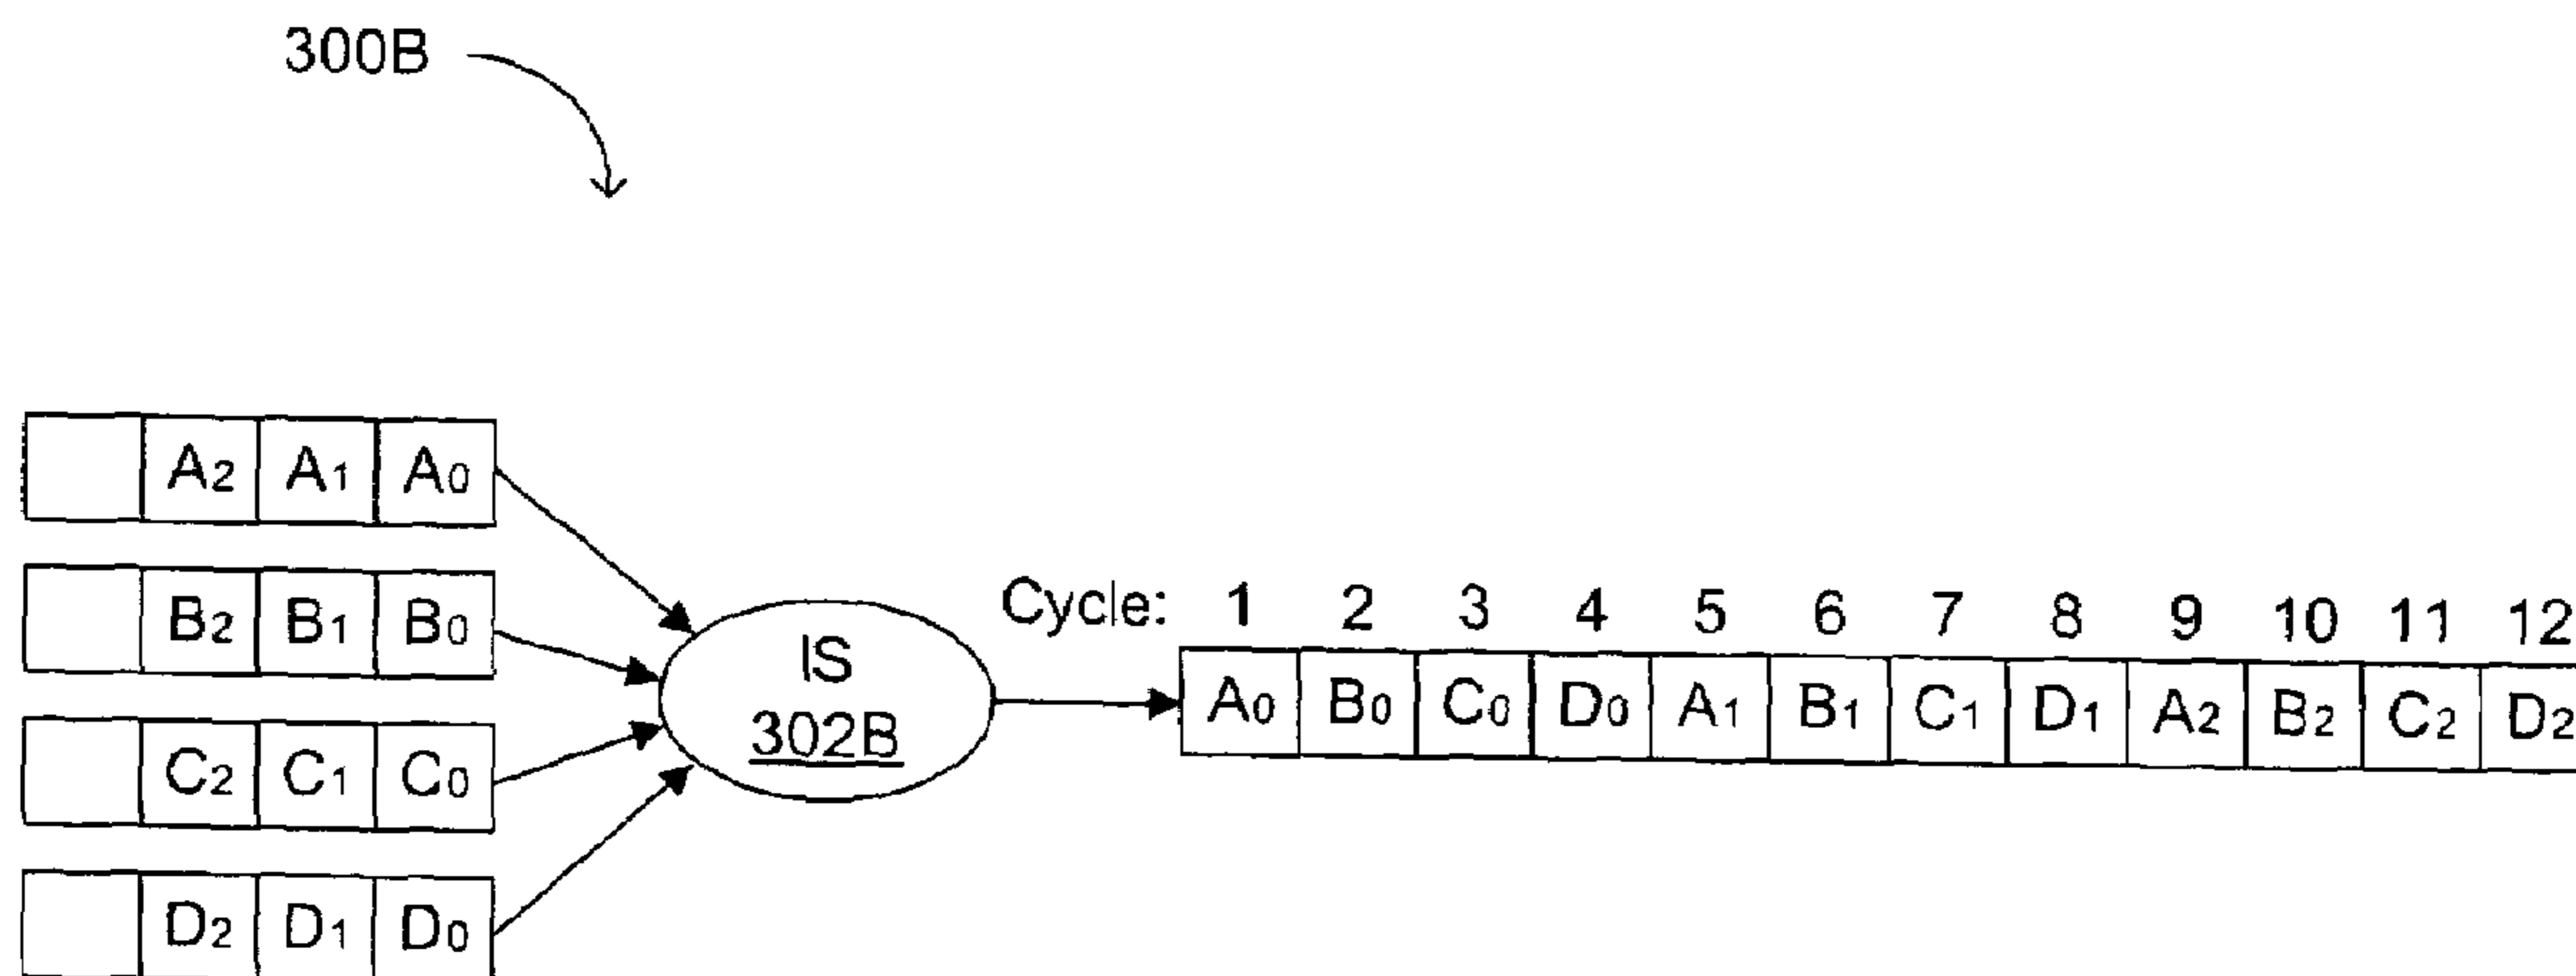 300B
A2 A1 A0
B2 B1 B0
C2 C1 C0
D2 D1 D0
IS
302B
Cycle: 1 2 3 4 5 6 7 8 9 10 11 12
A0 B0 C0 D0 A1 B1 C1 D1 A2 B2 C2 D2